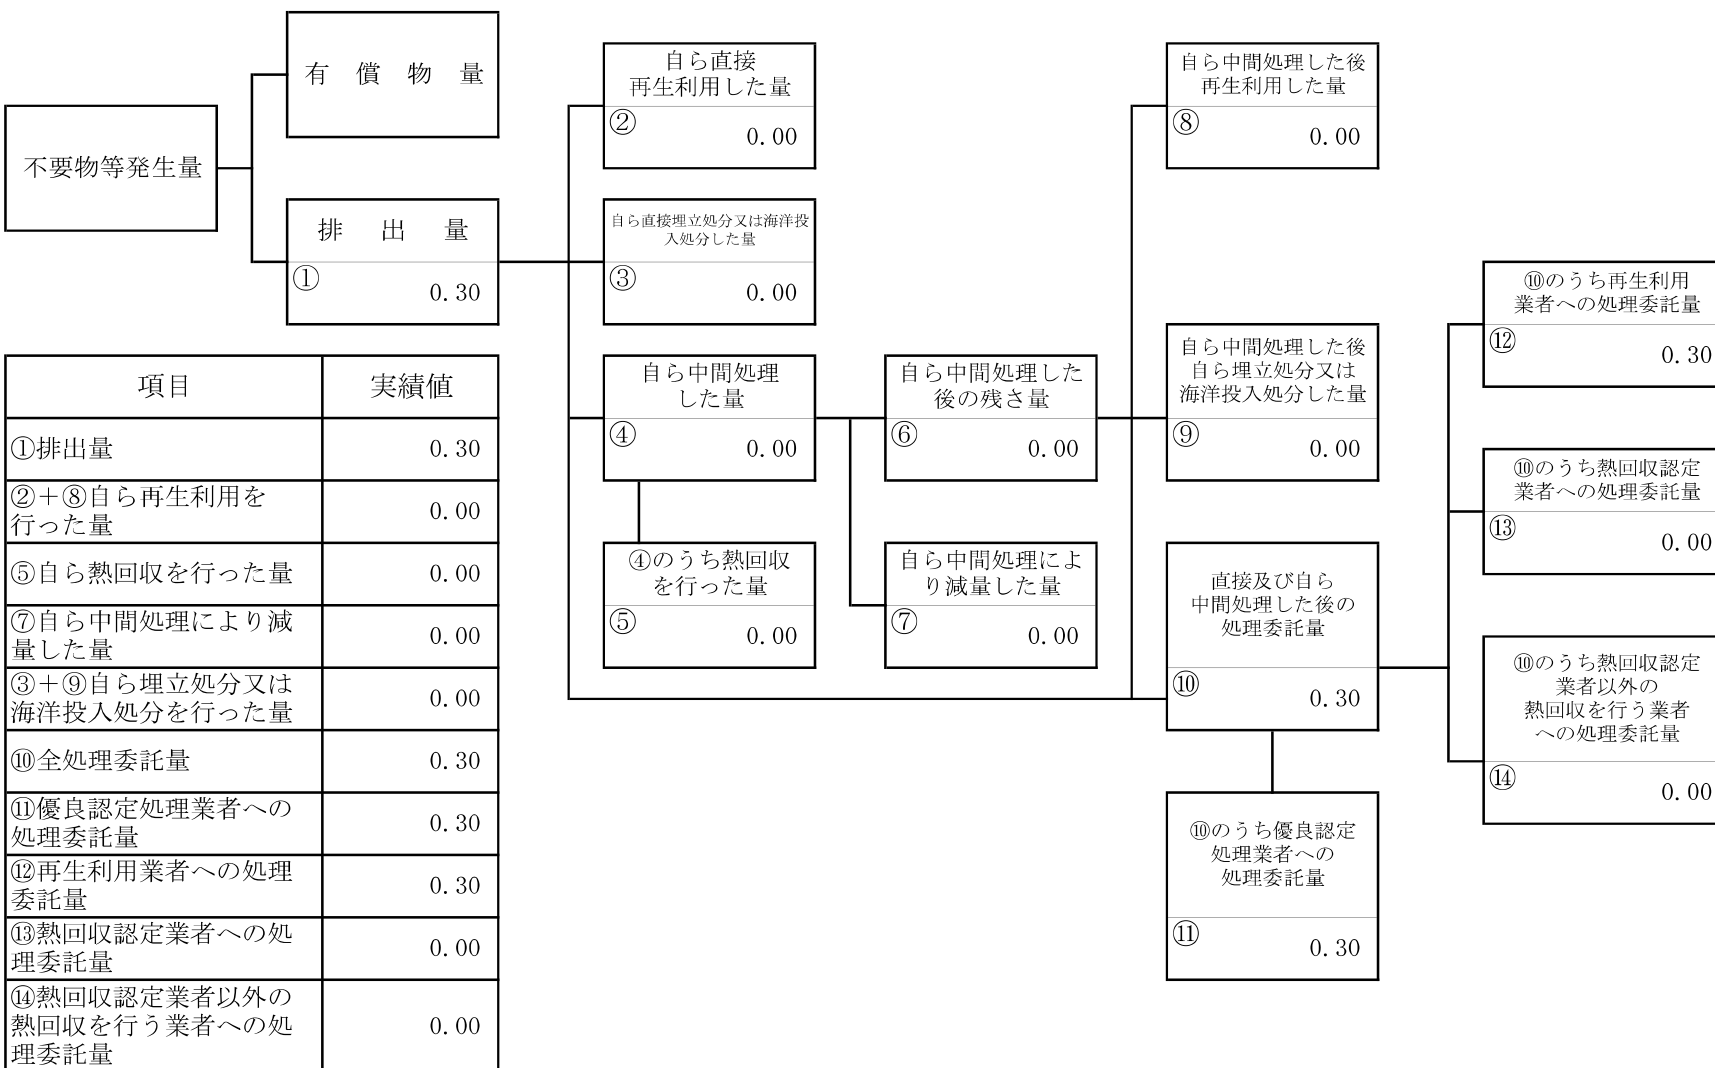 不要物等発生量
有 償 物 量
排 出 量
①
0.30
自ら直接
再生利用した量
②
0.00
自ら直接埋立処分又は海洋投
入処分した量
③
0.00
自ら中間処理
した量
④
0.00
④のうち熱回収
を行った量
⑤
0.00
自ら中間処理した
後の残さ量
⑥
0.00
自ら中間処理によ
り減量した量
⑦
0.00
自ら中間処理した後
再生利用した量
⑧
0.00
自ら中間処理した後
自ら埋立処分又は
海洋投入処分した量
⑨
0.00
直接及び自ら
中間処理した後の
処理委託量
⑩
0.30
⑩のうち優良認定
処理業者への
処理委託量
⑪
0.30
⑩のうち再生利用
業者への処理委託量
⑫
0.30
⑩のうち熱回収認定
業者への処理委託量
⑬
0.00
⑩のうち熱回収認定
業者以外の
熱回収を行う業者
への処理委託量
⑭
0.00
項目 実績値
①排出量 0.30
②+⑧自ら再生利用を
行った量 0.00
⑤自ら熱回収を行った量 0.00
⑦自ら中間処理により減
量した量 0.00
③+⑨自ら埋立処分又は
海洋投入処分を行った量 0.00
⑩全処理委託量 0.30
⑪優良認定処理業者への
処理委託量 0.30
⑫再生利用業者への処理
委託量 0.30
⑬熱回収認定業者への処
理委託量 0.00
⑭熱回収認定業者以外の
熱回収を行う業者への処
理委託量 0.00